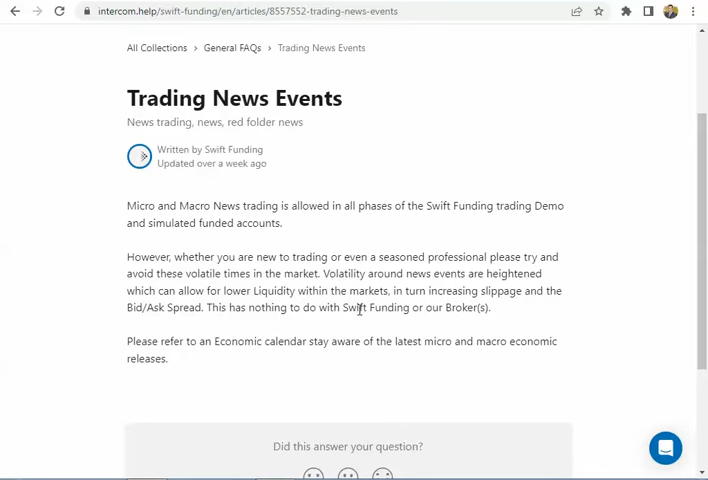 intercom.help/swift-funding/en/articles/8557552-trading-news-events
All Collections > General FAQs > Trading News Events
Trading News Events
News trading, news, red folder news
Written by Swift Funding
Updated over a week ago
Micro and Macro News trading is allowed in all phases of the Swift Funding trading Demo
and simulated funded accounts.
However, whether you are new to trading or even a seasoned professional please try and
avoid these volatile times in the market. Volatility around news events are heightened
which can allow for lower Liquidity within the markets, in turn increasing slippage and the
Bid/Ask Spread. This has nothing to do with Swift Funding or our Broker(s).
Please refer to an Economic calendar stay aware of the latest micro and macro economic
releases.
Did this answer your question?